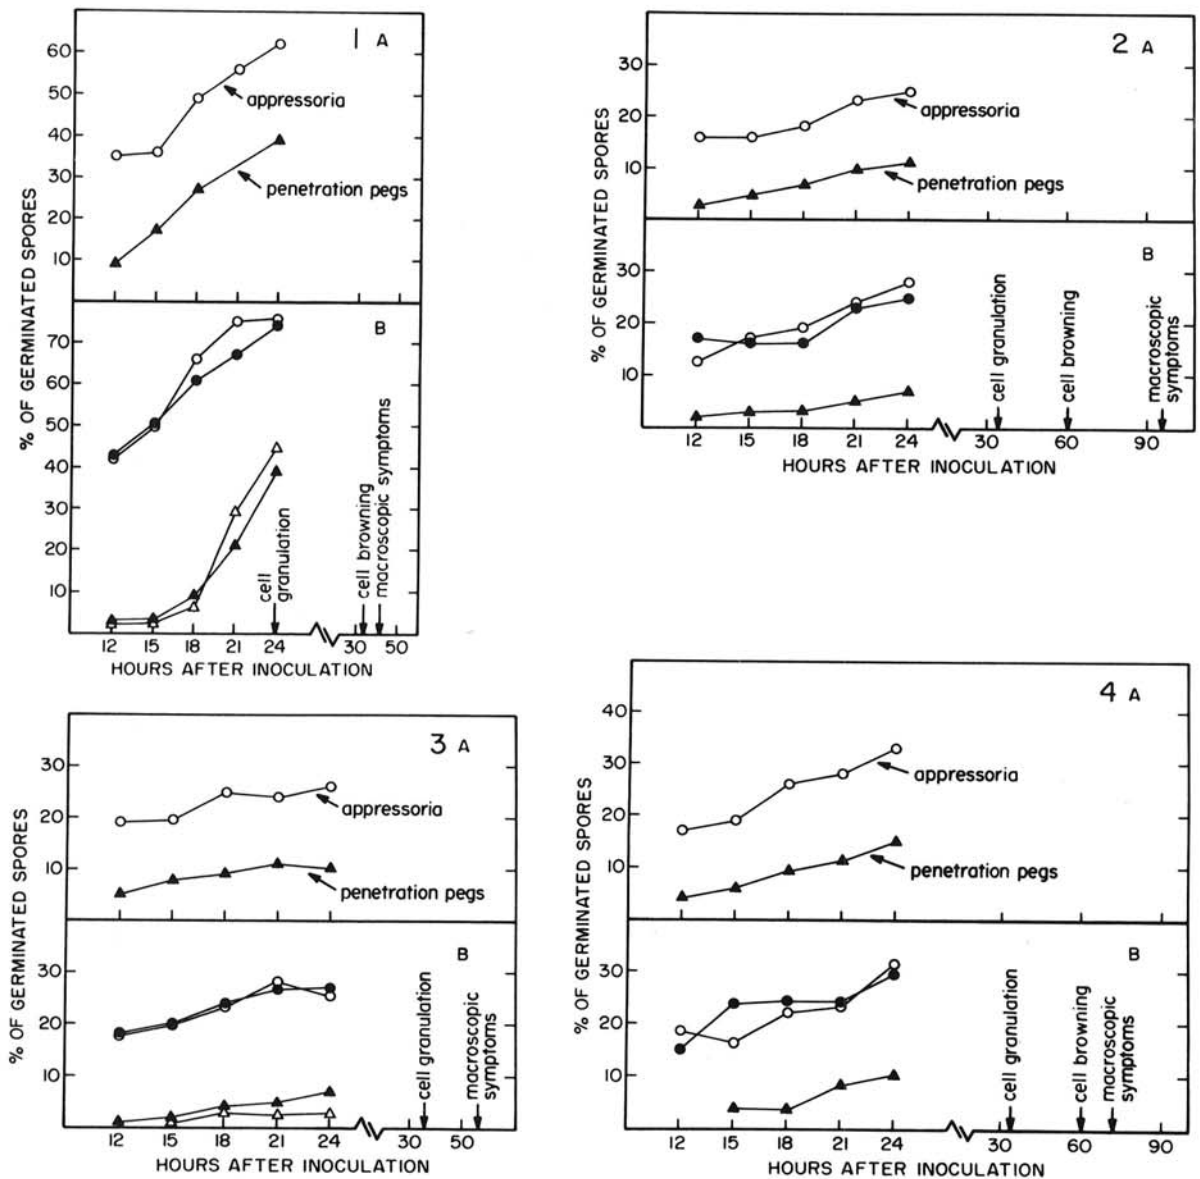 1 A
60
50
40
30
20
10
appressoria
penetration pegs
% OF GERMINATED SPORES
B
70
60
50
40
30
20
10
cell granulation
cell browning
macroscopic symptoms
12 15 18 21 24 30 50
HOURS AFTER INOCULATION
2 A
30
20
10
appressoria
penetration pegs
% OF GERMINATED SPORES
B
30
20
10
cell granulation
cell browning
macroscopic
symptoms
12 15 18 21 24 30 60 90
HOURS AFTER INOCULATION
3 A
30
20
10
appressoria
penetration pegs
% OF GERMINATED SPORES
B
30
20
10
cell granulation
macroscopic
symptoms
12 15 18 21 24 30 50
HOURS AFTER INOCULATION
4 A
40
30
20
10
appressoria
penetration pegs
% OF GERMINATED SPORES
B
30
20
10
cell granulation
cell browning
macroscopic
symptoms
12 15 18 21 24 30 60 90
HOURS AFTER INOCULATION